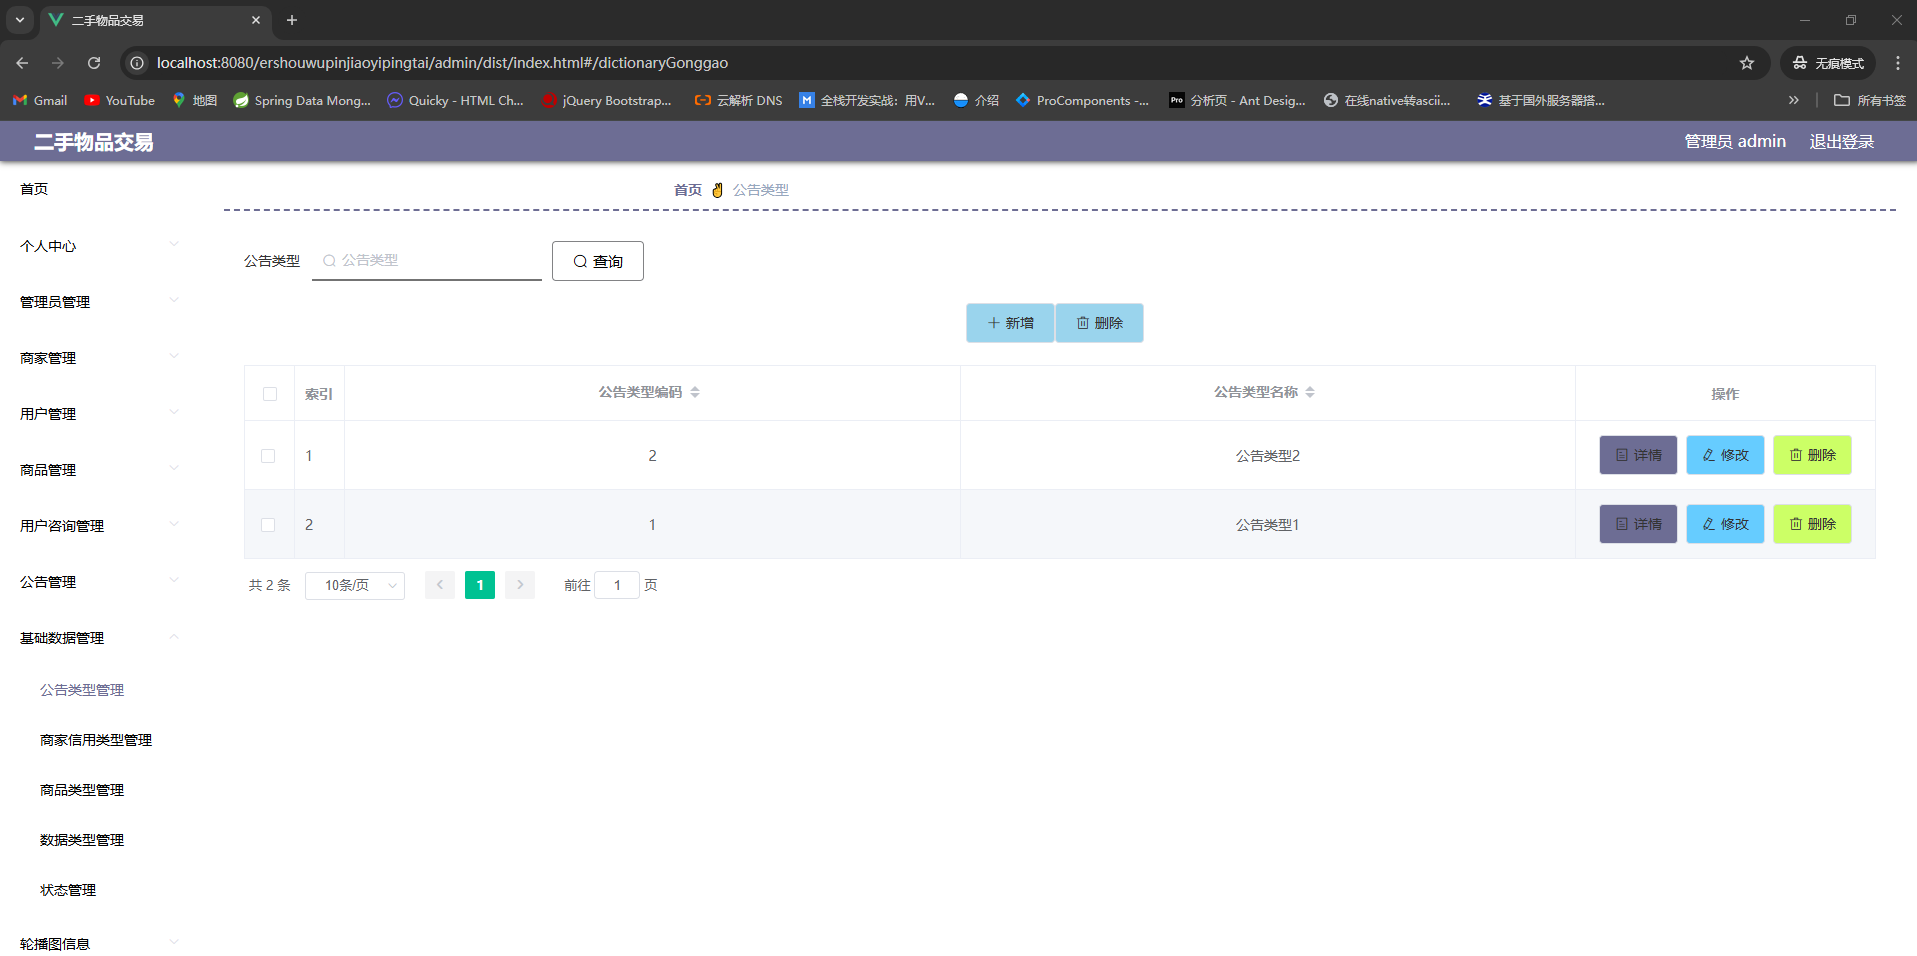 二手物品交易
localhost:8080/ershouwupinjiaoyipingtai/admin/dist/index.html#/dictionaryGonggao
无痕模式
Gmail YouTube 地图 Spring Data Mong... Quicky - HTML Ch... jQuery Bootstrap... 云解析 DNS 全栈开发实战：用V... 介绍 ProComponents -... Pro 分析页 - Ant Desig... 在线native转ascii... 基于国外服务器搭... 所有书签
二手物品交易 管理员 admin 退出登录
首页
个人中心
管理员管理
商家管理
用户管理
商品管理
用户咨询管理
公告管理
基础数据管理
公告类型管理
商家信用类型管理
商品类型管理
数据类型管理
状态管理
轮播图信息
首页 公告类型
公告类型 公告类型 查询
新增 删除
索引 公告类型编码 公告类型名称 操作
1 2 公告类型2 详情 修改 删除
2 1 公告类型1 详情 修改 删除
共 2 条 10条/页 1 前往 1 页